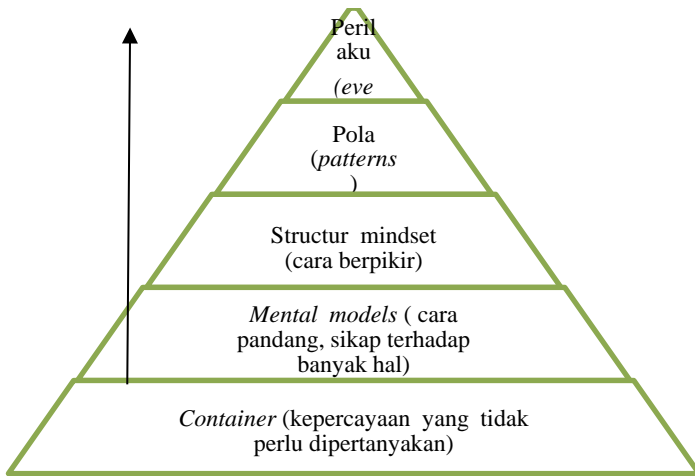 Peril
aku
(eve
Pola
(patterns
)
Structur mindset
(cara berpikir)
Mental models ( cara
pandang, sikap terhadap
banyak hal)
Container (kepercayaan yang tidak
perlu dipertanyakan)